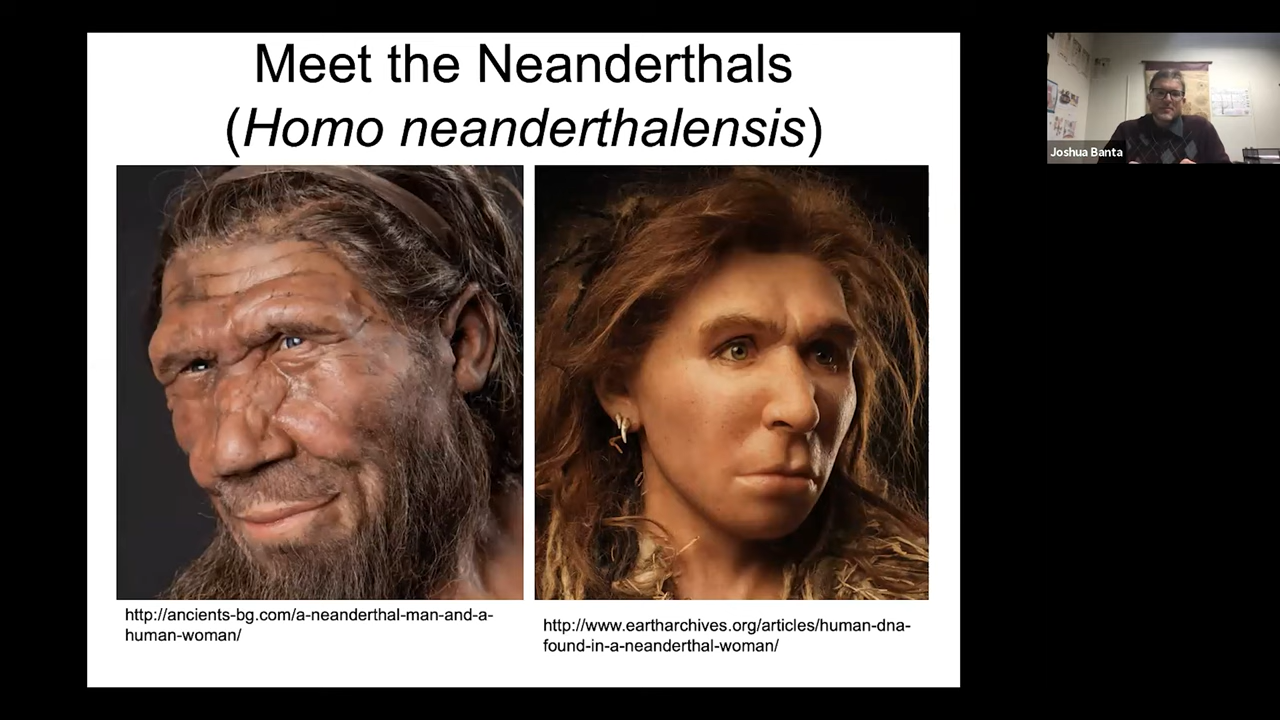 Meet the Neanderthals
(Homo neanderthalensis)
http://ancients-bg.com/a-neanderthal-man-and-a-
human-woman/
http://www.eartharchives.org/articles/human-dna-
found-in-a-neanderthal-woman/
Joshua Banta